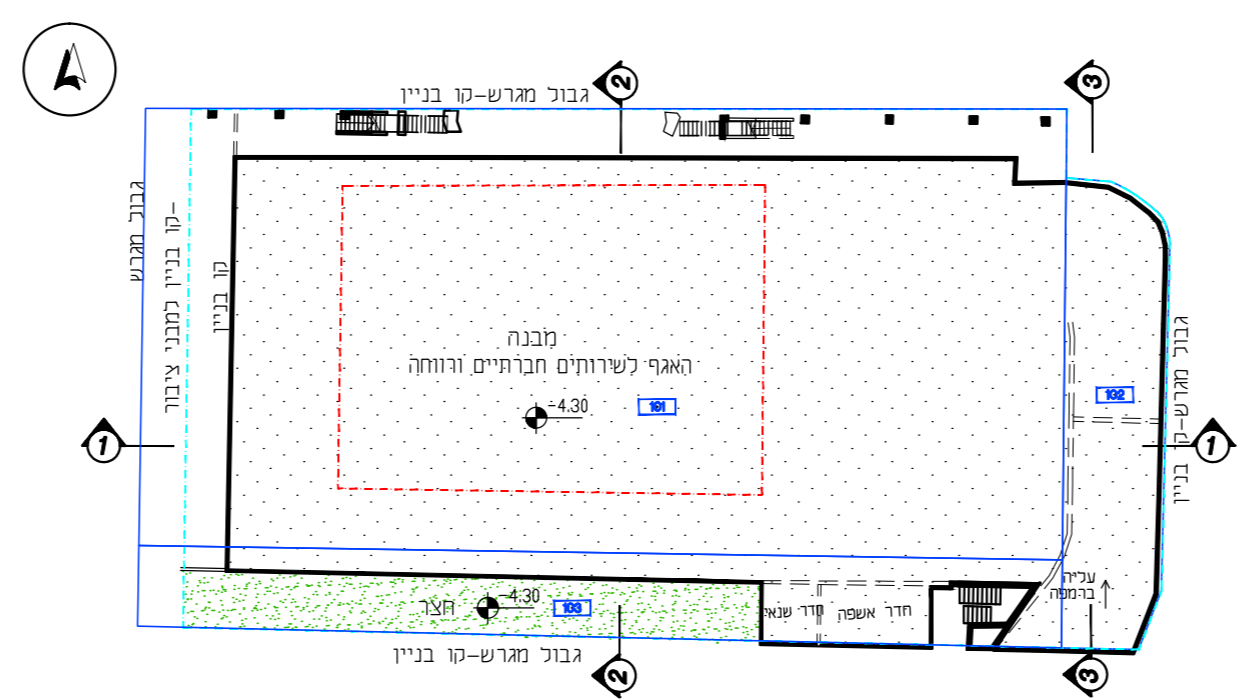 2
3
גבול מגרש-קו בניין
גבול מגרש
קו בניין למבני ציבור-
קו בניין
מבנה
האגף לשירותים חברתיים ורווחה
-4.30
101
102
גבול מגרש-קו בניין
1
1
עליה
ברמפה
חצר
-4.30
103
חדר שנאי
חדר אשפה
גבול מגרש-קו בניין
2
3